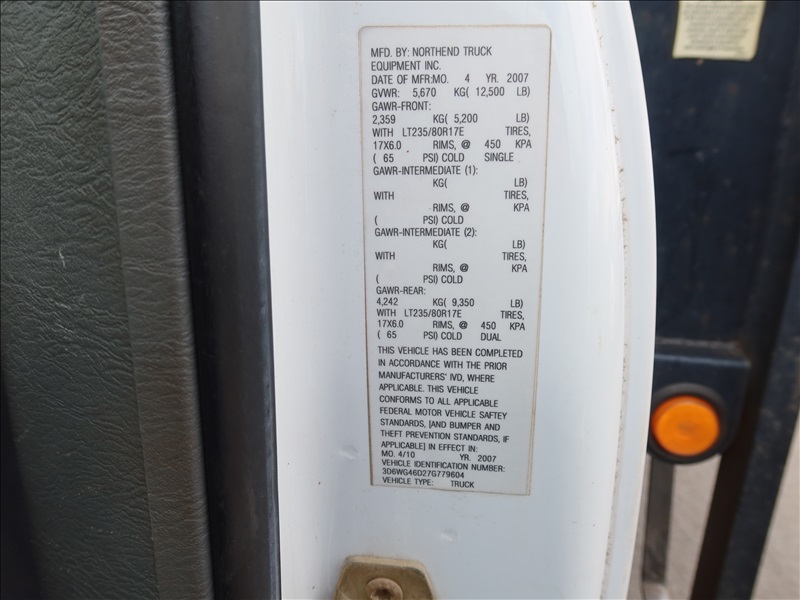 MFD. BY: NORTHEND TRUCK
EQUIPMENT INC.
DATE OF MFR:MO. 4 YR. 2007
GVWR: 5,670 KG( 12,500 LB)
GAWR-FRONT:
2,359 KG( 5,200 LB)
WITH LT235/80R17E TIRES,
17X6.0 RIMS, @ 450 KPA
( 65 PSI) COLD SINGLE
GAWR-INTERMEDIATE (1):
KG( LB)
WITH TIRES,
RIMS, @ KPA
( PSI) COLD
GAWR-INTERMEDIATE (2):
KG( LB)
WITH TIRES,
RIMS, @ KPA
( PSI) COLD
GAWR-REAR:
4,242 KG( 9,350 LB)
WITH LT235/80R17E TIRES,
17X6.0 RIMS, @ 450 KPA
( 65 PSI) COLD DUAL
THIS VEHICLE HAS BEEN COMPLETED
IN ACCORDANCE WITH THE PRIOR
MANUFACTURERS' IVD, WHERE
APPLICABLE. THIS VEHICLE
CONFORMS TO ALL APPLICABLE
FEDERAL MOTOR VEHICLE SAFTEY
STANDARDS, [AND BUMPER AND
THEFT PREVENTION STANDARDS, IF
APPLICABLE] IN EFFECT IN:
MO. 4/10 YR. 2007
VEHICLE IDENTIFICATION NUMBER:
3D6WG46D27G779604
VEHICLE TYPE: TRUCK